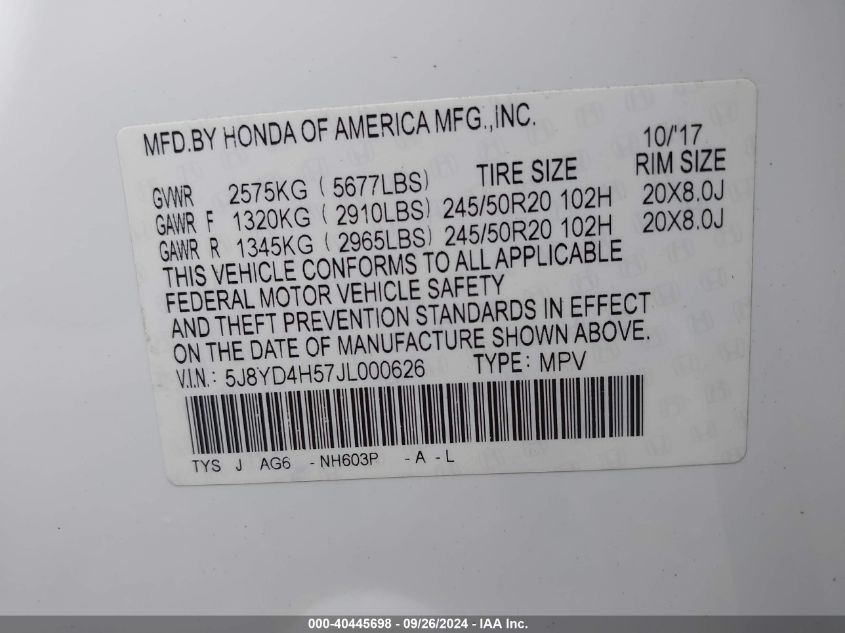 MFD.BY HONDA OF AMERICA MFG.,INC.
10/'17
TIRE SIZE RIM SIZE
GVWR 2575KG ( 5677LBS)
GAWR F 1320KG ( 2910LBS) 245/50R20 102H 20X8.0J
GAWR R 1345KG ( 2965LBS) 245/50R20 102H 20X8.0J
THIS VEHICLE CONFORMS TO ALL APPLICABLE
FEDERAL MOTOR VEHICLE SAFETY
AND THEFT PREVENTION STANDARDS IN EFFECT
ON THE DATE OF MANUFACTURE SHOWN ABOVE.
V.I.N.: 5J8YD4H57JL000626 TYPE: MPV
TYS J AG6 -NH603P -A -L
000-40445698 - 09/26/2024 - IAA Inc.